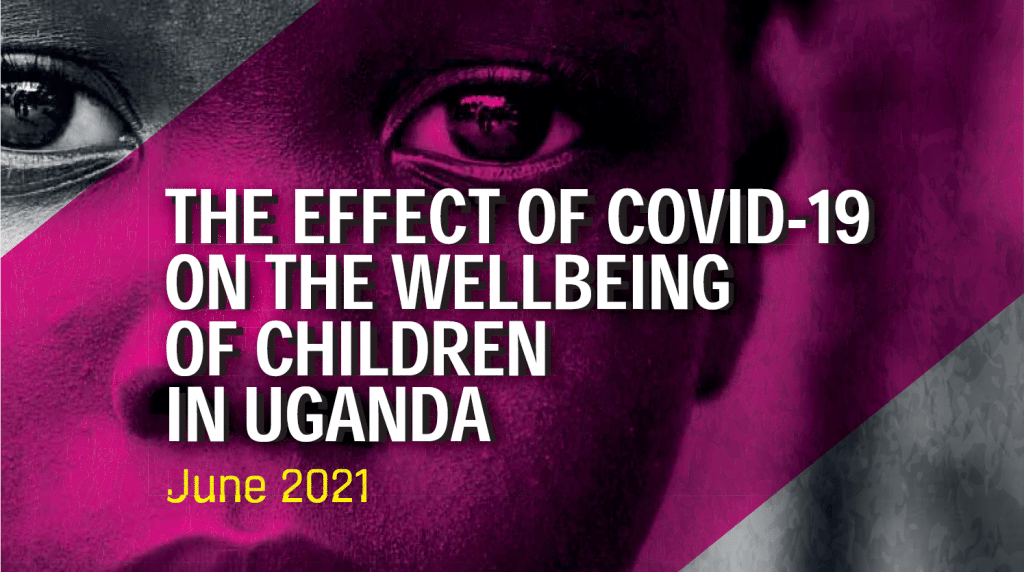 THE EFFECT OF COVID-19
ON THE WELLBEING
OF CHILDREN
IN UGANDA
June 2021